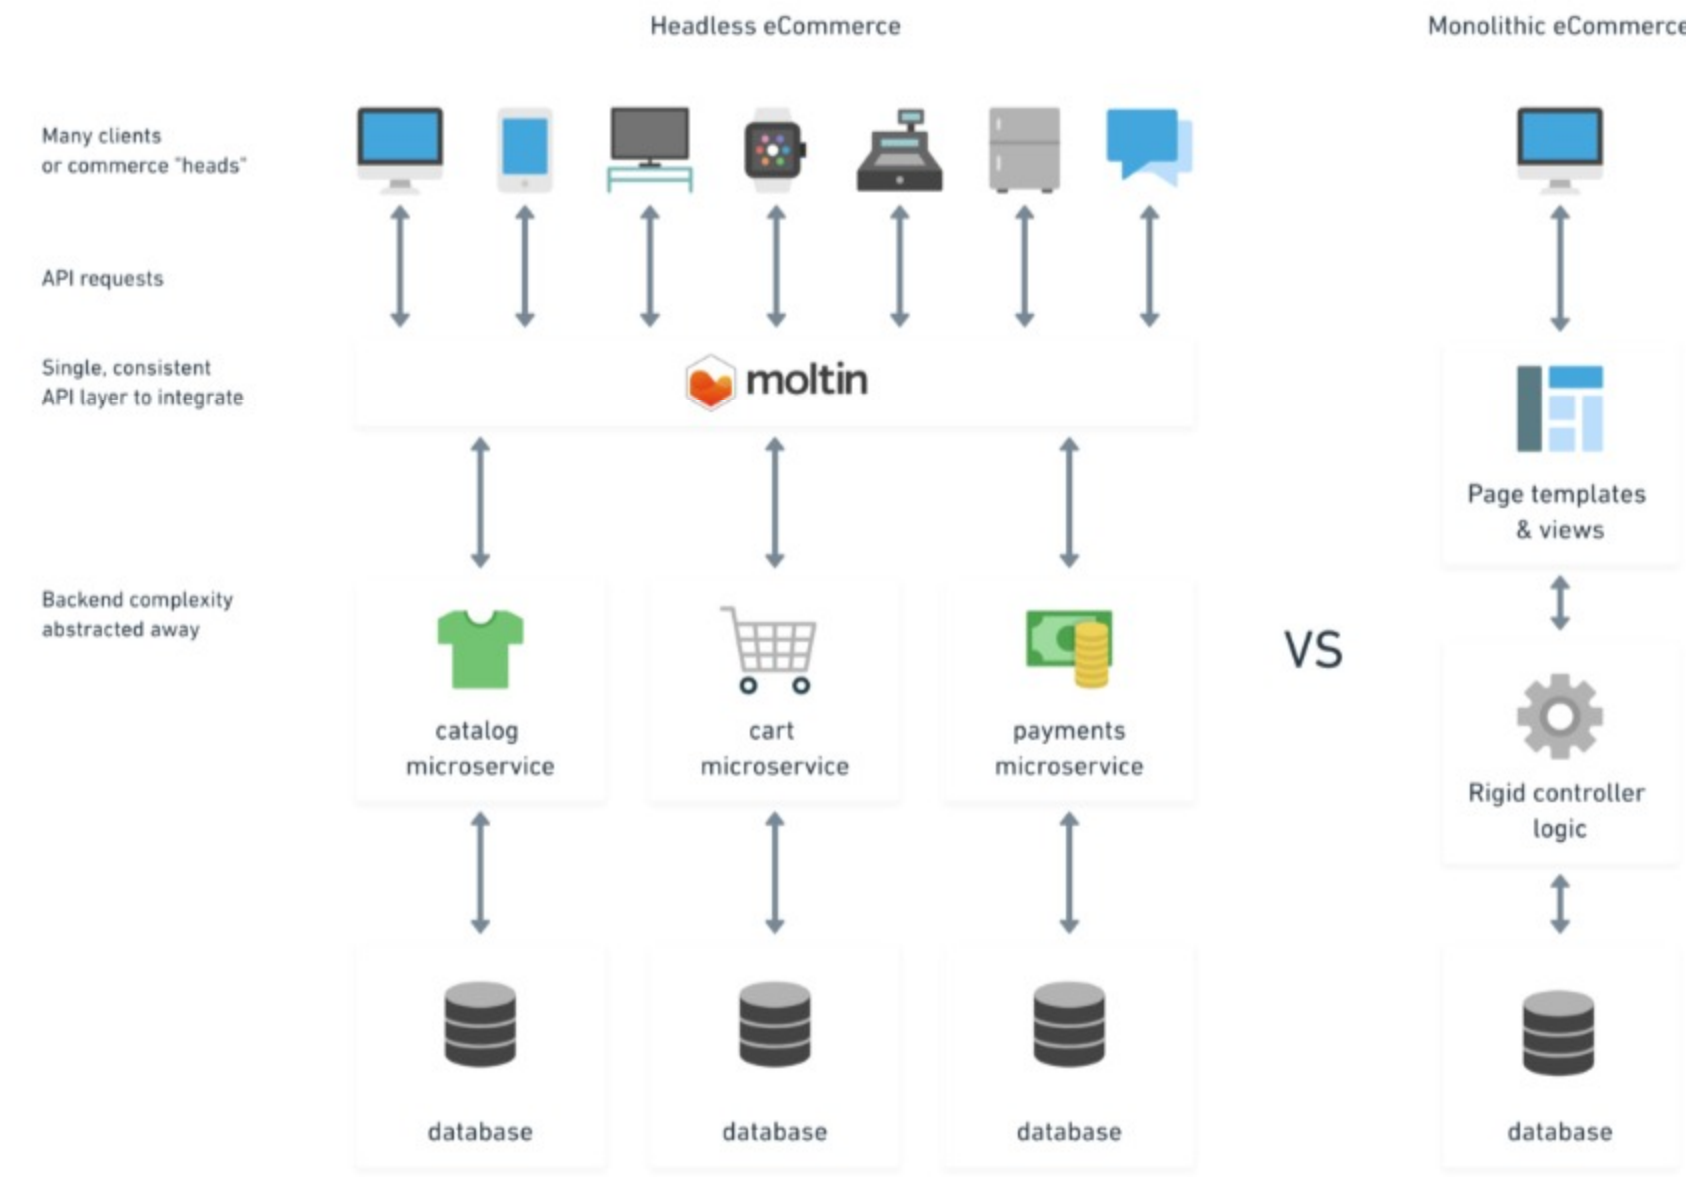 Headless eCommerce
Monolithic eCommerce
Many clients
or commerce "heads"
API requests
Single, consistent
API layer to integrate
moltin
Page templates
& views
Backend complexity
abstracted away
VS
catalog
microservice
cart
microservice
payments
microservice
Rigid controller
logic
database
database
database
database